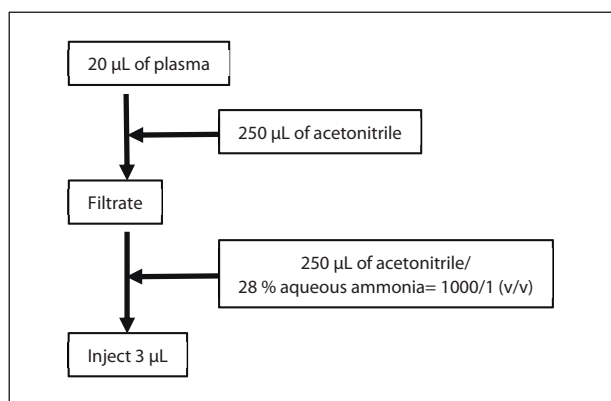 20 µL of plasma
250 µL of acetonitrile
Filtrate
250 µL of acetonitrile/
28 % aqueous ammonia= 1000/1 (v/v)
Inject 3 µL